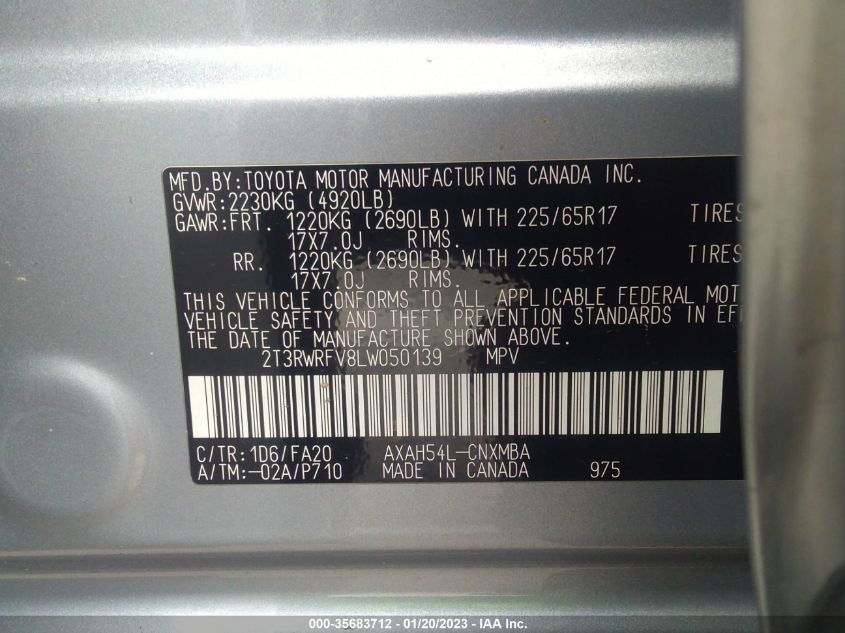 MFD.BY:TOYOTA MOTOR MANUFACTURING CANADA INC.
GVWR:2230KG (4920LB)
GAWR:FRT. 1220KG (2690LB) WITH 225/65R17 TIRES
17X7.0J RIMS.
RR. 1220KG (2690LB) WITH 225/65R17 TIRES
17X7.0J RIMS.
THIS VEHICLE CONFORMS TO ALL APPLICABLE FEDERAL MOT
VEHICLE SAFETY AND THEFT PREVENTION STANDARDS IN EF
THE DATE OF MANUFACTURE SHOWN ABOVE.
2T3RWRFV8LW050139 MPV
C/TR:1D6/FA20 AXAH54L-CNXMBA
A/TM:-02A/P710 MADE IN CANADA 975
000-35683712 - 01/20/2023 - IAA Inc.